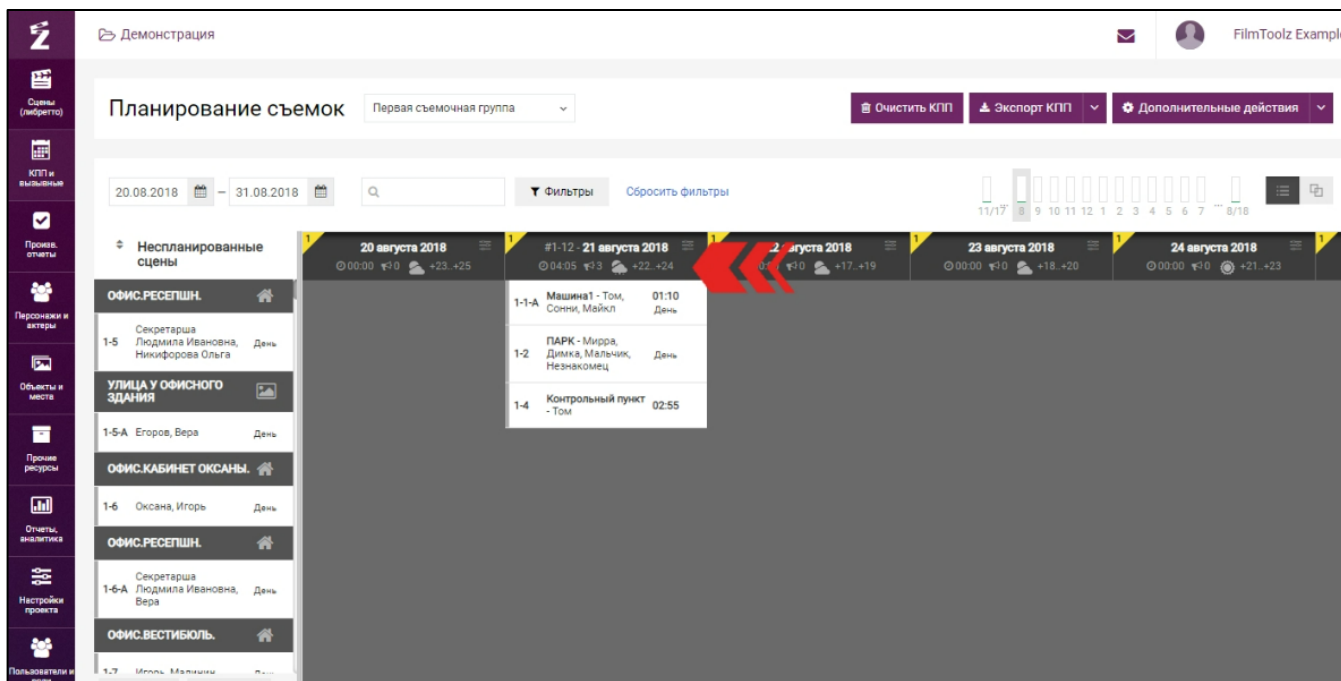 Демонстрация
FilmToolz Example
Сцены
(либретто)
КПП и
вызывные
Произв.
отчеты
Персонажи и
актеры
Объекты и
места
Прочие
ресурсы
Отчеты,
аналитика
Настройки
проекта
Пользователи и
Планирование съемок
Первая съемочная группа
Очистить КПП
Экспорт КПП
Дополнительные действия
20.08.2018 – 31.08.2018
Фильтры
Сбросить фильтры
11/17 ... 8 9 10 11 12 1 2 3 4 5 6 7 ... 8/18
Неспланированные
сцены
1 20 августа 2018
00:00 0 +23..+25
1 #1-12 - 21 августа 2018
04:05 3 +22..+24
1 августа 2018
0 +17..+19
1 23 августа 2018
00:00 0 +18..+20
1 24 августа 2018
00:00 0 +21..+23
1
ОФИС.РЕСЕПШН.
1-5 Секретарша
Людмила Ивановна,
Никифорова Ольга
День
УЛИЦА У ОФИСНОГО
ЗДАНИЯ
1-5-А Егоров, Вера День
ОФИС.КАБИНЕТ ОКСАНЫ.
1-6 Оксана, Игорь День
ОФИС.РЕСЕПШН.
1-6-А Секретарша
Людмила Ивановна,
Вера
День
ОФИС.ВЕСТИБЮЛЬ.
1-7 Игорь, Малинин
1-1-А Машина1 - Том,
Сонни, Майкл
01:10
День
1-2 ПАРК - Мирра,
Димка, Мальчик,
Незнакомец
День
1-4 Контрольный пункт
- Том
02:55